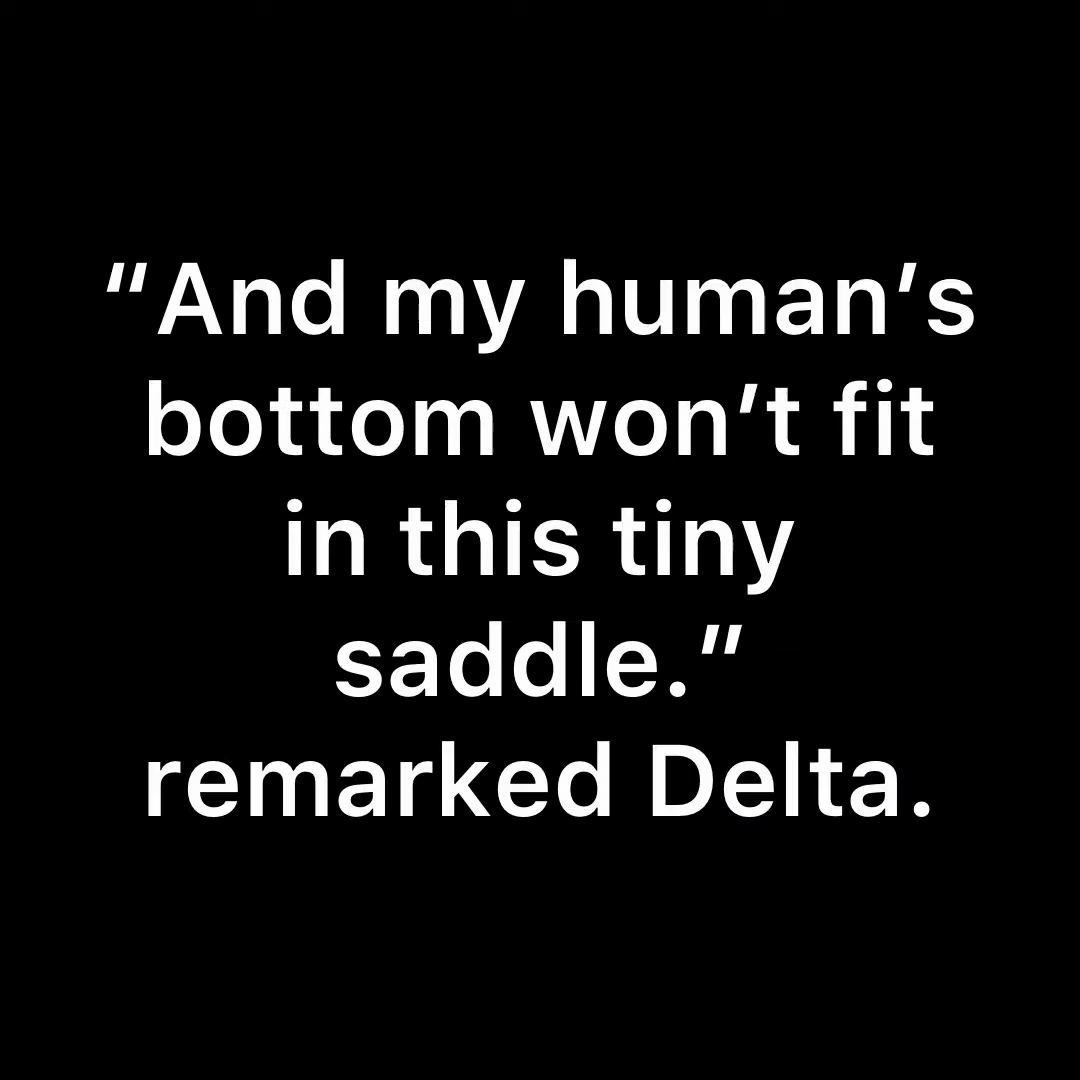 “And my human’s
bottom won’t fit
in this tiny
saddle.”
remarked Delta.